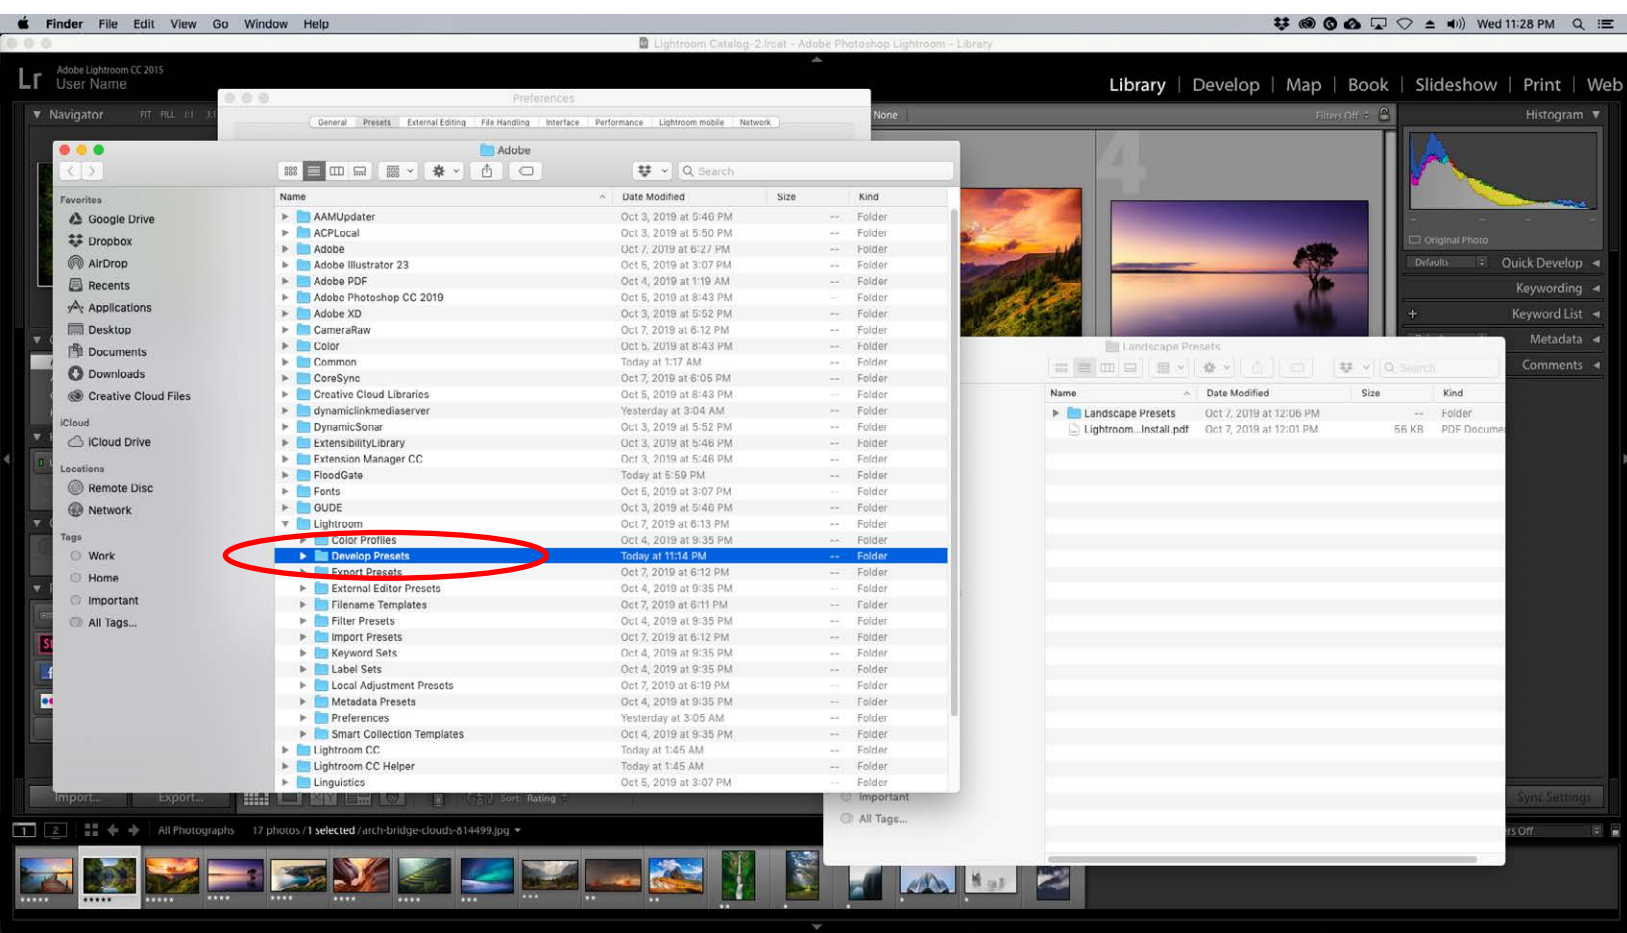 Finder File Edit View Go Window Help
Wed 11:28 PM
Lightroom Catalog-2.lrcat - Adobe Photoshop Lightroom - Library
Lr
Adobe Lightroom CC 2015
User Name
Library | Develop | Map | Book | Slideshow | Print | Web
Navigator FIT FILL 1:1
Preferences
General Presets External Editing File Handling Interface Performance Lightroom mobile Network
None
Filters Off
Histogram
Adobe
Search
Favorites
Google Drive
Dropbox
AirDrop
Recents
Applications
Desktop
Documents
Downloads
Creative Cloud Files
iCloud
iCloud Drive
Locations
Remote Disc
Network
Tags
Work
Home
Important
All Tags...
Name Date Modified Size Kind
AAMUpdater Oct 3, 2019 at 5:46 PM -- Folder
ACPLocal Oct 3, 2019 at 5:50 PM -- Folder
Adobe Oct 7, 2019 at 6:27 PM -- Folder
Adobe Illustrator 23 Oct 5, 2019 at 3:07 PM -- Folder
Adobe PDF Oct 4, 2019 at 1:19 AM -- Folder
Adobe Photoshop CC 2019 Oct 5, 2019 at 8:43 PM -- Folder
Adobe XD Oct 3, 2019 at 5:52 PM -- Folder
CameraRaw Oct 7, 2019 at 6:12 PM -- Folder
Color Oct 5, 2019 at 8:43 PM -- Folder
Common Today at 1:17 AM -- Folder
CoreSync Oct 7, 2019 at 6:05 PM -- Folder
Creative Cloud Libraries Oct 5, 2019 at 8:43 PM -- Folder
dynamiclinkmediaserver Yesterday at 3:04 AM -- Folder
DynamicSonar Oct 3, 2019 at 5:52 PM -- Folder
ExtensibilityLibrary Oct 3, 2019 at 5:46 PM -- Folder
Extension Manager CC Oct 3, 2019 at 5:46 PM -- Folder
FloodGate Today at 5:59 PM -- Folder
Fonts Oct 5, 2019 at 3:07 PM -- Folder
GUDE Oct 3, 2019 at 5:46 PM -- Folder
Lightroom Oct 7, 2019 at 6:13 PM -- Folder
Color Profiles Oct 4, 2019 at 9:35 PM -- Folder
Develop Presets Today at 11:14 PM -- Folder
Export Presets Oct 7, 2019 at 6:12 PM -- Folder
External Editor Presets Oct 4, 2019 at 9:35 PM -- Folder
Filename Templates Oct 7, 2019 at 6:11 PM -- Folder
Filter Presets Oct 4, 2019 at 9:35 PM -- Folder
Import Presets Oct 7, 2019 at 6:12 PM -- Folder
Keyword Sets Oct 4, 2019 at 9:35 PM -- Folder
Label Sets Oct 4, 2019 at 9:35 PM -- Folder
Local Adjustment Presets Oct 7, 2019 at 6:19 PM -- Folder
Metadata Presets Oct 4, 2019 at 9:35 PM -- Folder
Preferences Yesterday at 3:05 AM -- Folder
Smart Collection Templates Oct 4, 2019 at 9:35 PM -- Folder
Lightroom CC Today at 1:45 AM -- Folder
Lightroom CC Helper Today at 1:45 AM -- Folder
Linguistics Oct 5, 2019 at 3:07 PM -- Folder
4
Original Photo
Defaults Quick Develop
Keywording
+ Keyword List
Metadata
Comments
Landscape Presets
Search
Name Date Modified Size Kind
Landscape Presets Oct 7, 2019 at 12:06 PM -- Folder
Lightroom...Install.pdf Oct 7, 2019 at 12:01 PM 56 KB PDF Docume
Important
All Tags...
Import... Export...
Sort: Rating
Sync Settings
1 2 All Photographs 17 photos / 1 selected / arch-bridge-clouds-814499.jpg
rs Off